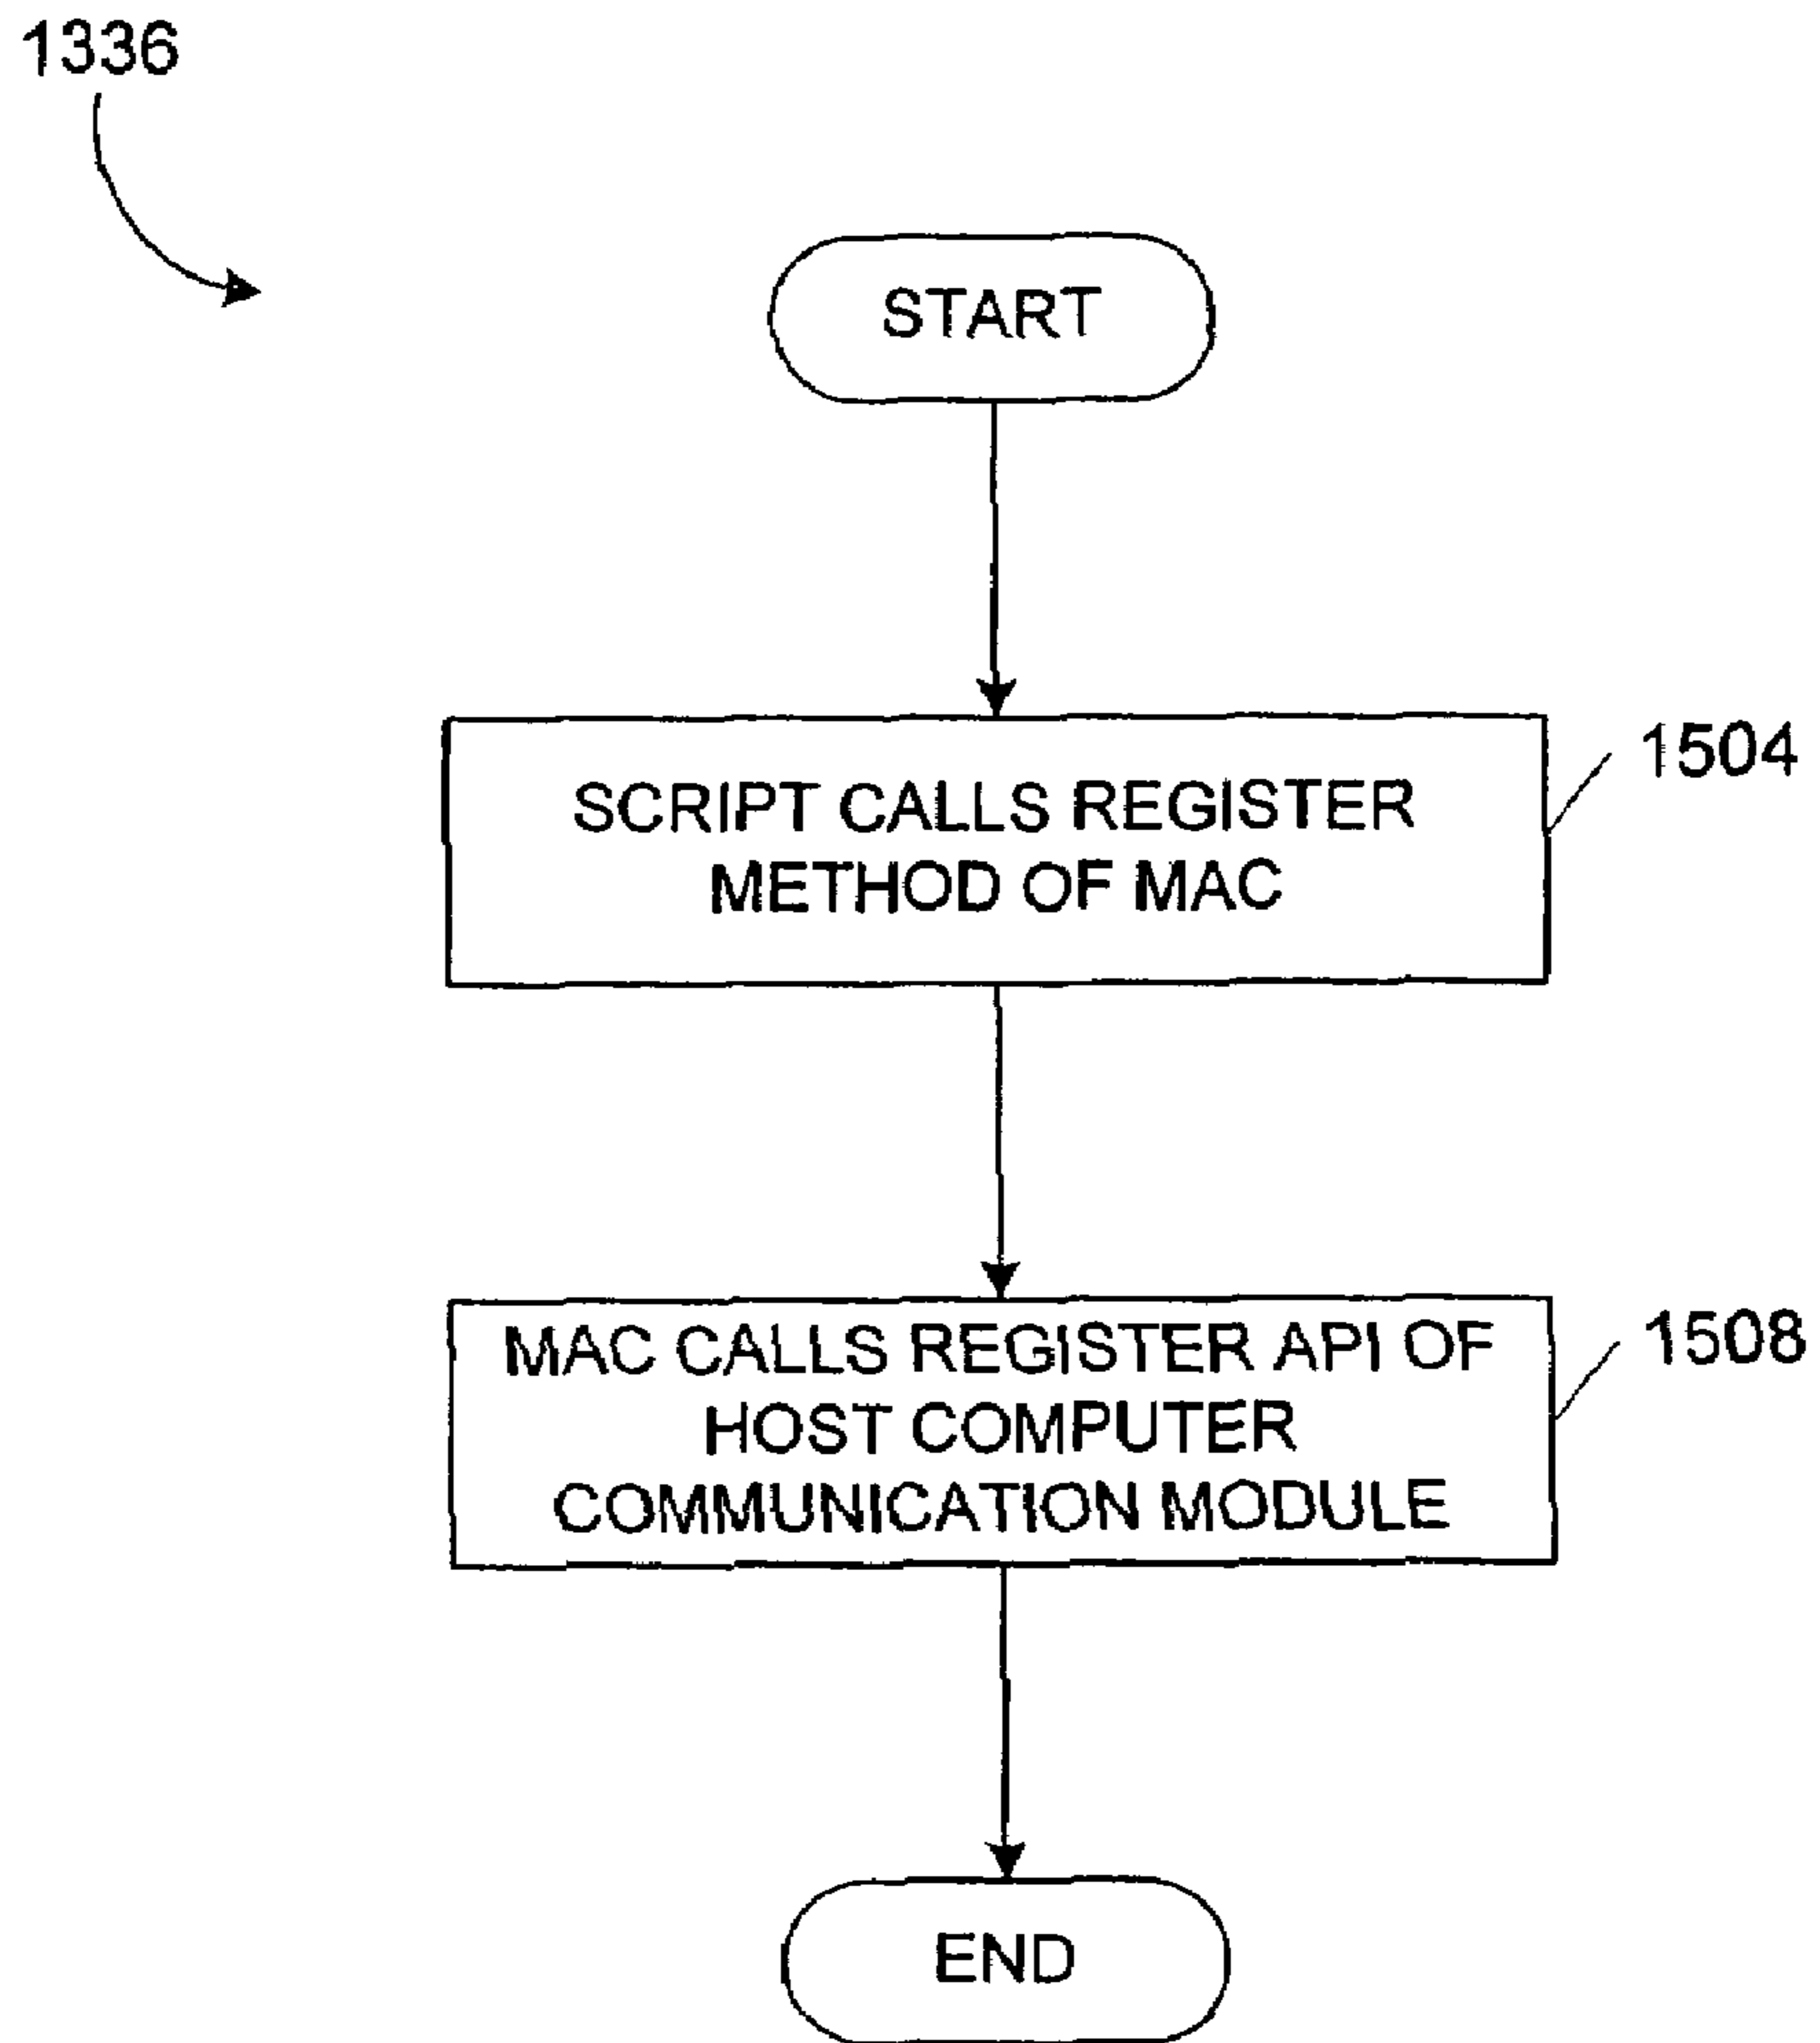 1336
START
SCRIPT CALLS REGISTER
METHOD OF MAC
1504
MAC CALLS REGISTER API OF
HOST COMPUTER
COMMUNICATION MODULE
1508
END